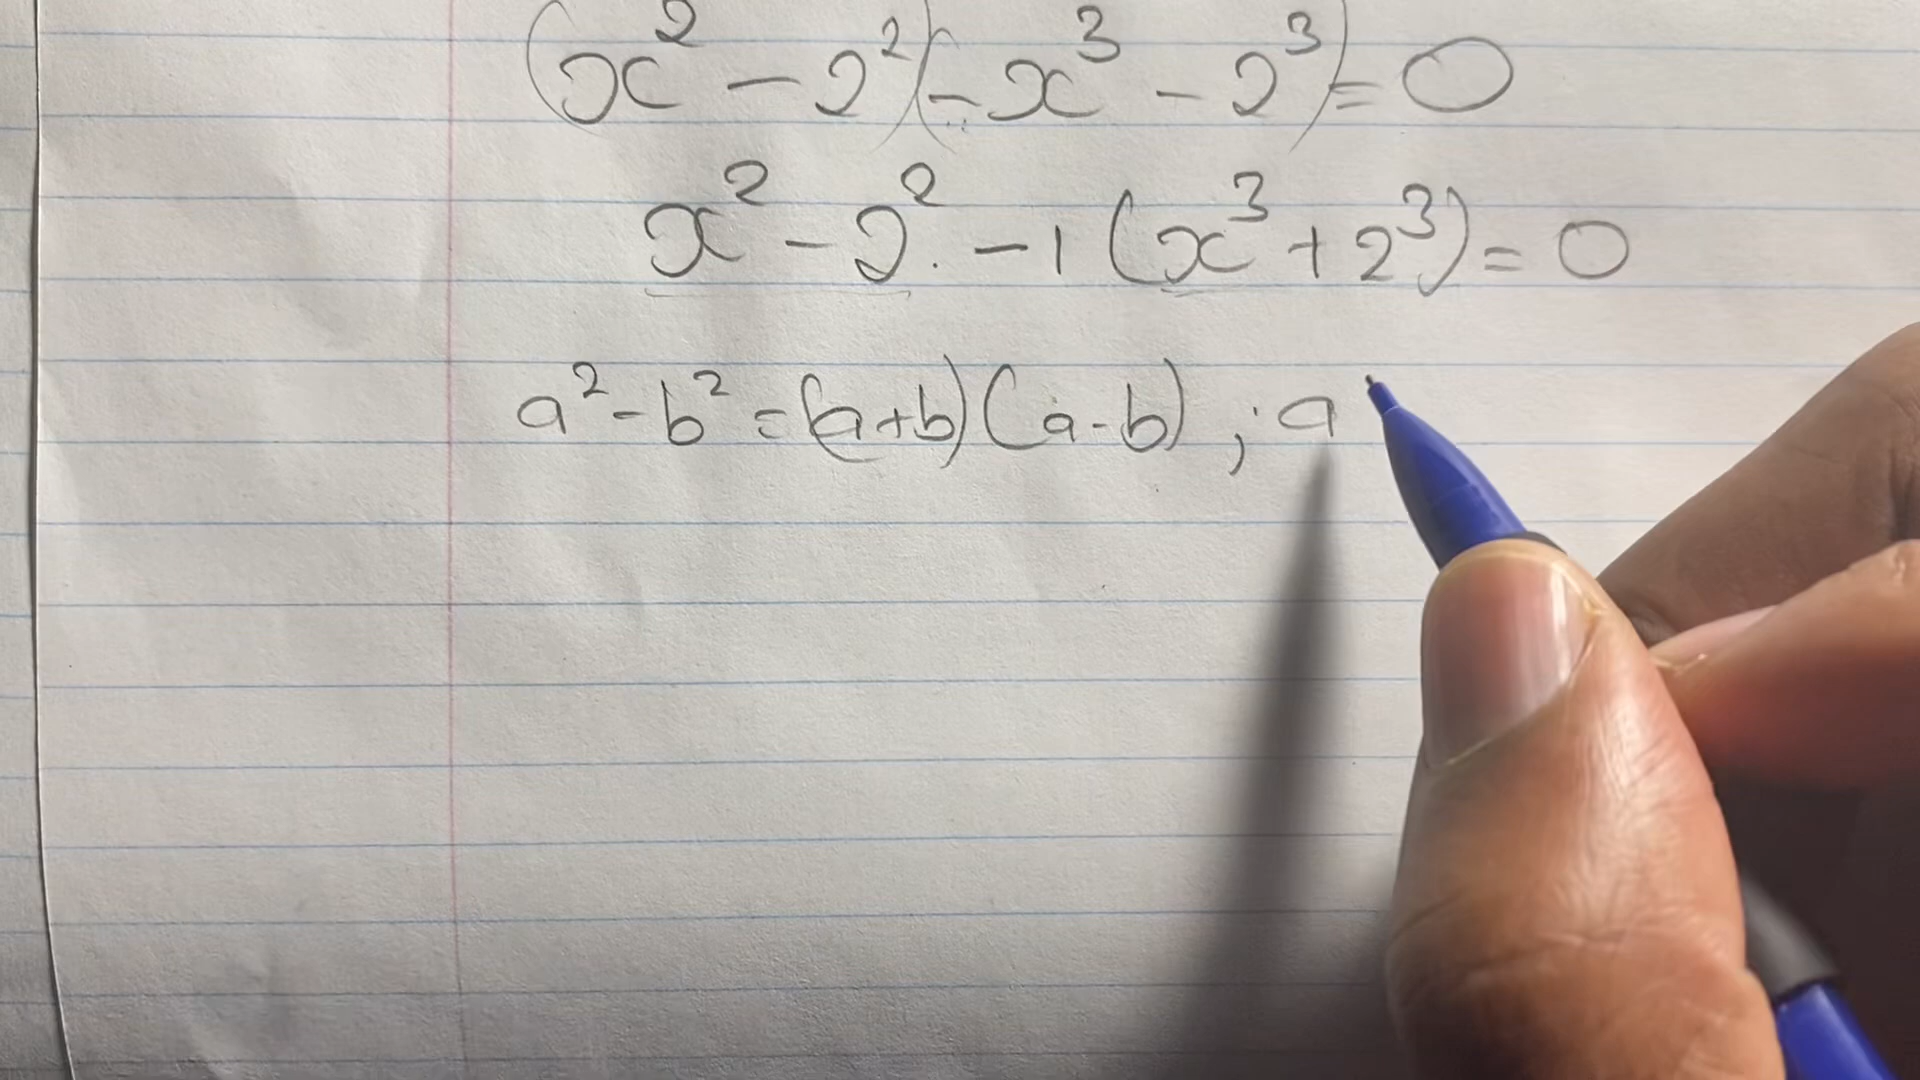 (x² - 2²)(-x³ - 2³) = 0
x² - 2² . - 1 (x³ + 2³) = 0
a² - b² = (a+b)(a-b) ; a